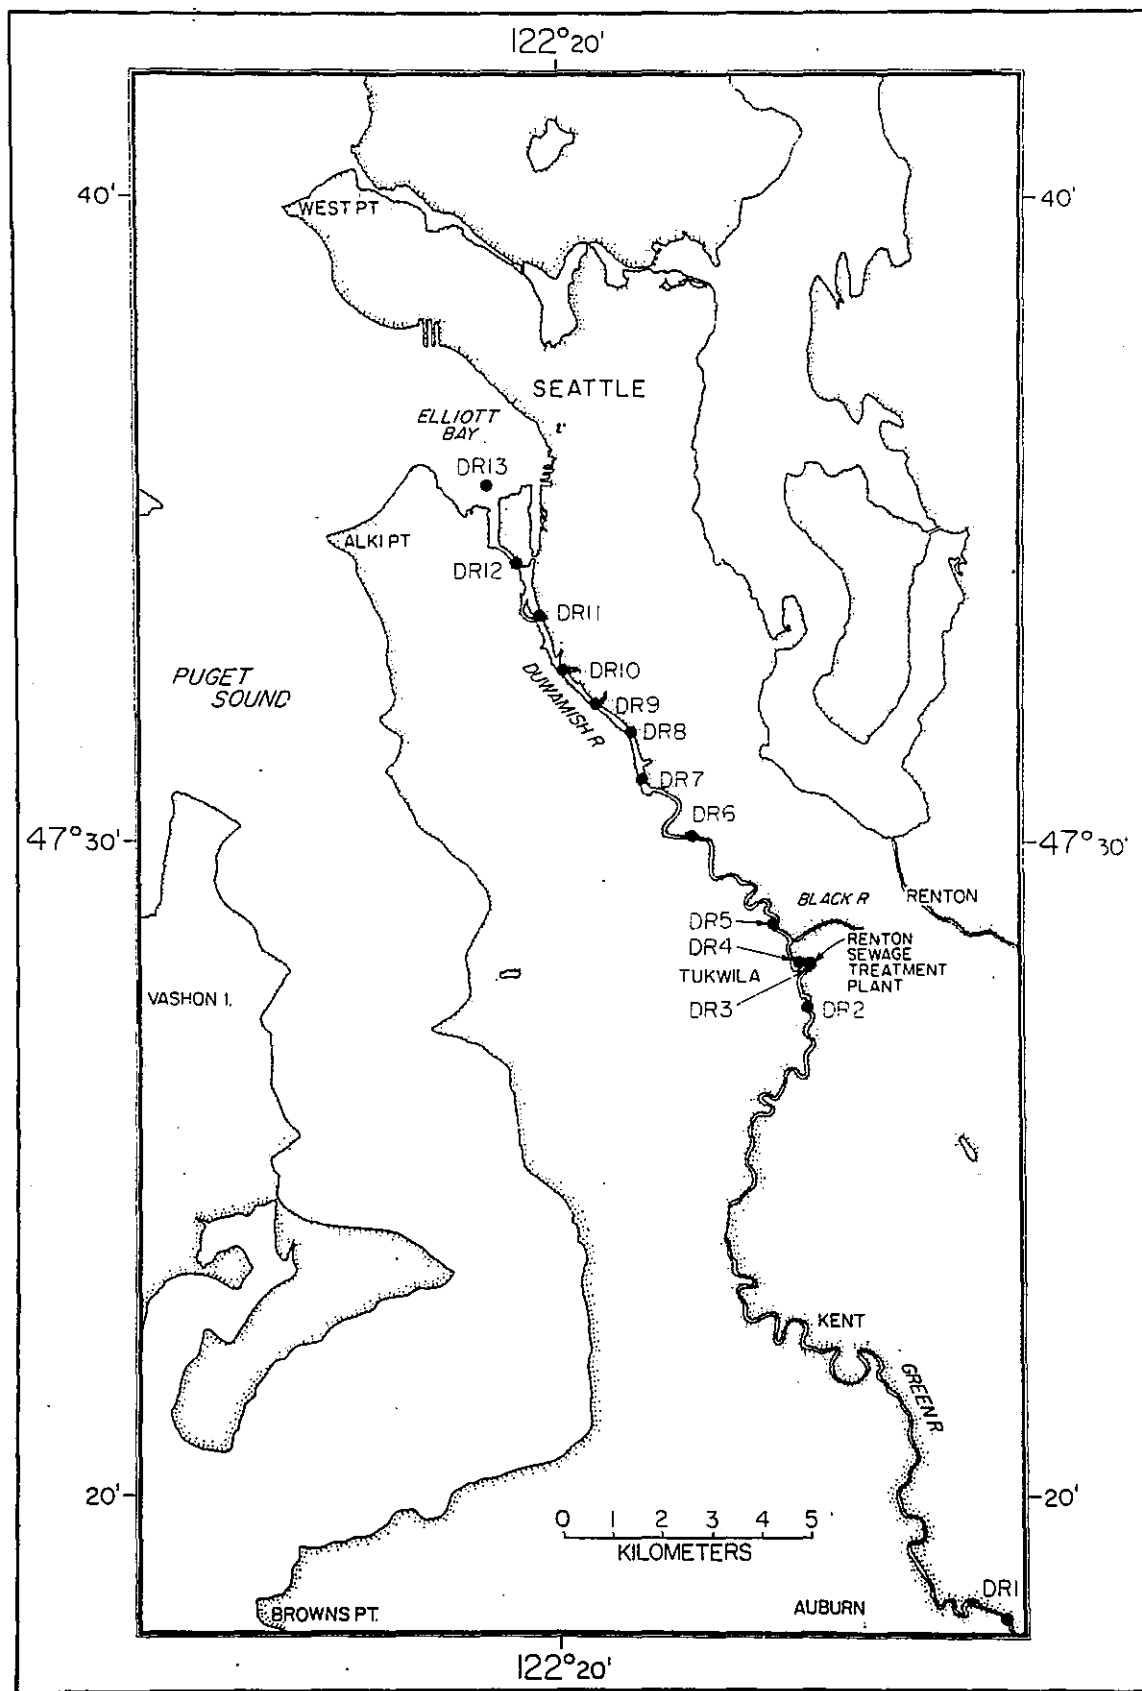 122°20'
40'
40'
WEST PT
SEATTLE
ELLIOTT
BAY
DR13
ALKI PT
DR12
DR11
DR10
PUGET
SOUND
DUWAMISH R
DR9
DR8
DR7
DR6
47°30'
47°30'
BLACK R
RENTON
DR5
DR4
RENTON
SEWAGE
TREATMENT
PLANT
TUKWILA
VASHON I.
DR3
DR2
KENT
GREEN R
20'
20'
0 1 2 3 4 5
KILOMETERS
DR1
BROWNS PT.
AUBURN
122°20'